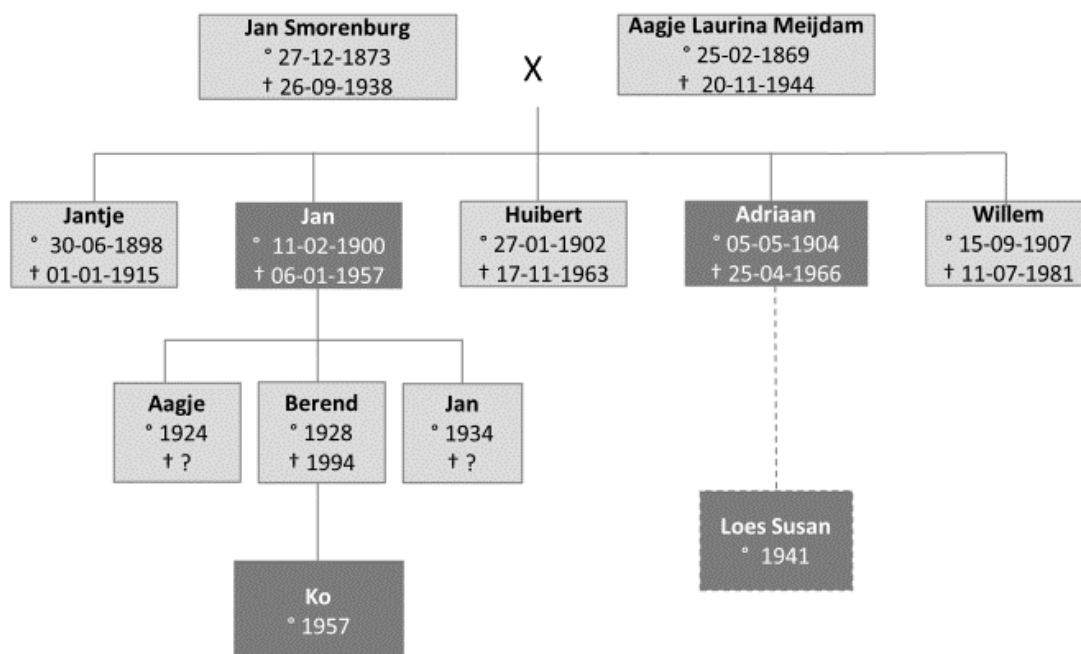 Jan Smorenburg
° 27-12-1873
† 26-09-1938
X
Aagje Laurina Meijdam
° 25-02-1869
† 20-11-1944
Jantje
° 30-06-1898
† 01-01-1915
Jan
° 11-02-1900
† 06-01-1957
Huibert
° 27-01-1902
† 17-11-1963
Adriaan
° 05-05-1904
† 25-04-1966
Willem
° 15-09-1907
† 11-07-1981
Aagje
° 1924
† ?
Berend
° 1928
† 1994
Jan
° 1934
† ?
Loes Susan
° 1941
Ko
° 1957